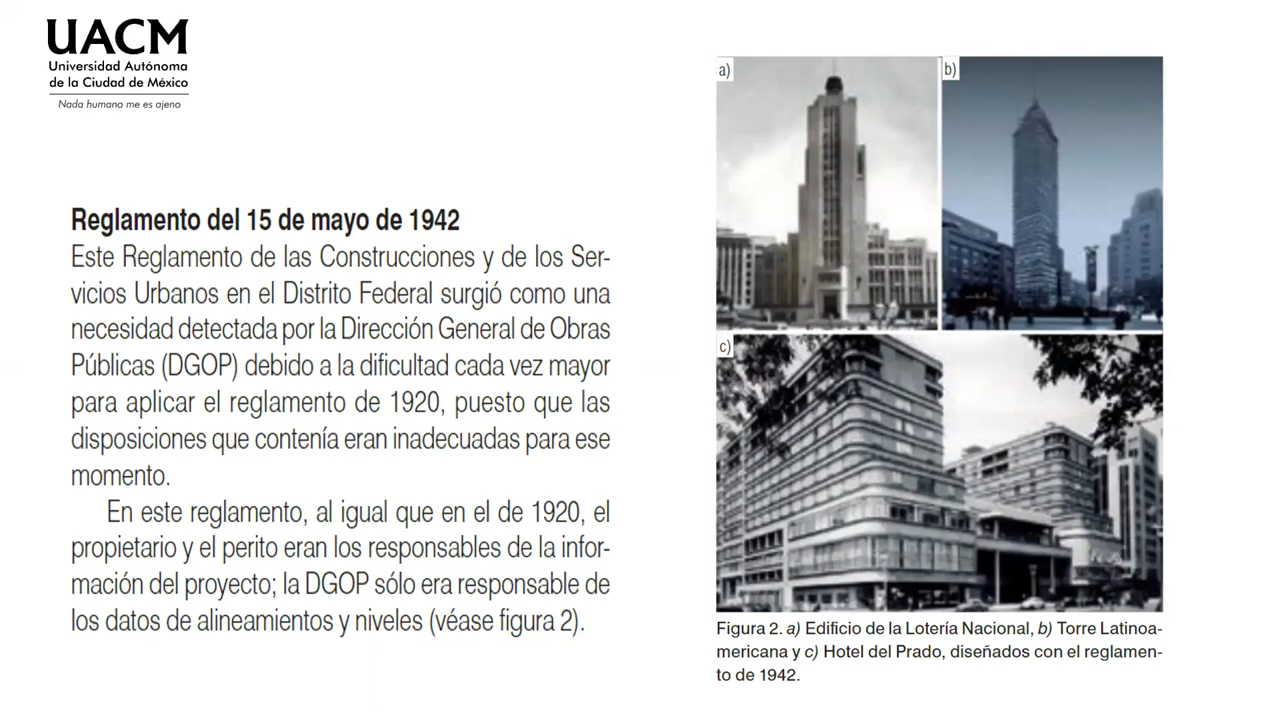 UACM
Universidad Autónoma
de la Ciudad de México
Nada humano me es ajeno
Reglamento del 15 de mayo de 1942
Este Reglamento de las Construcciones y de los Ser-
vicios Urbanos en el Distrito Federal surgió como una
necesidad detectada por la Dirección General de Obras
Públicas (DGOP) debido a la dificultad cada vez mayor
para aplicar el reglamento de 1920, puesto que las
disposiciones que contenía eran inadecuadas para ese
momento.
En este reglamento, al igual que en el de 1920, el
propietario y el perito eran los responsables de la infor-
mación del proyecto; la DGOP sólo era responsable de
los datos de alineamientos y niveles (véase figura 2).
a)
b)
c)
Figura 2. a) Edificio de la Lotería Nacional, b) Torre Latinoa-
mericana y c) Hotel del Prado, diseñados con el reglamen-
to de 1942.